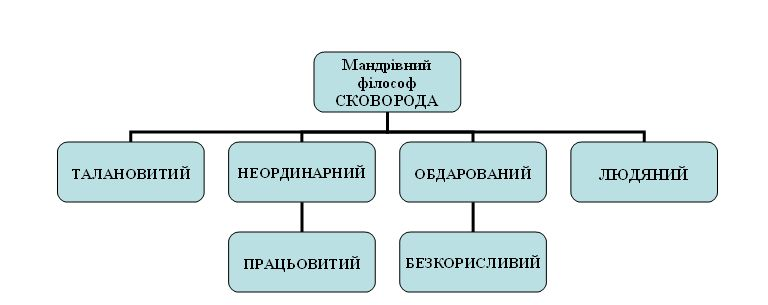 Мандрівний
філософ
СКОВОРОДА
ТАЛАНОВИТИЙ
НЕОРДИНАРНИЙ
ОБДАРОВАНИЙ
ЛЮДЯНИЙ
ПРАЦЬОВИТИЙ
БЕЗКОРИСЛИВИЙ